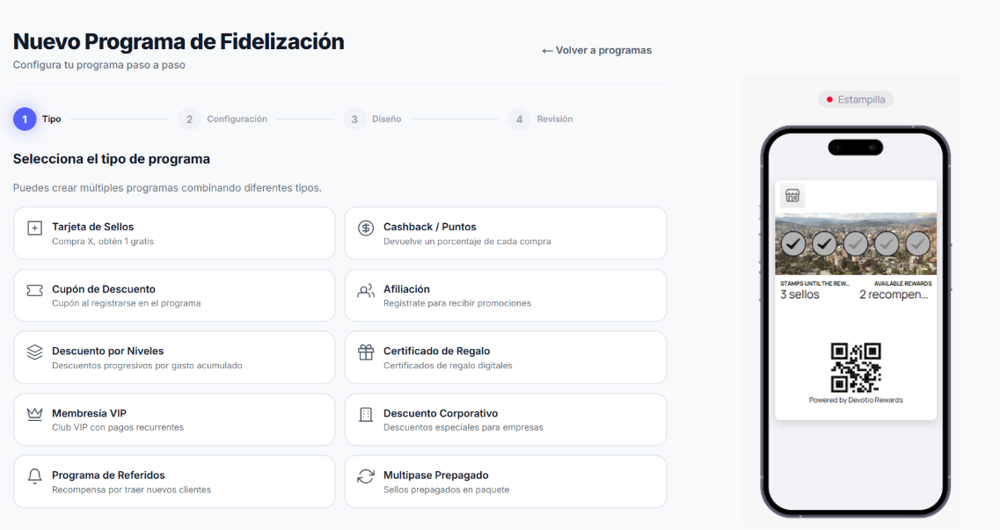 Nuevo Programa de Fidelización
Configura tu programa paso a paso
← Volver a programas
1 Tipo
2 Configuración
3 Diseño
4 Revisión
Selecciona el tipo de programa
Puedes crear múltiples programas combinando diferentes tipos.
Tarjeta de Sellos
Compra X, obtén 1 gratis
Cashback / Puntos
Devuelve un porcentaje de cada compra
Cupón de Descuento
Cupón al registrarse en el programa
Afiliación
Regístrate para recibir promociones
Descuento por Niveles
Descuentos progresivos por gasto acumulado
Certificado de Regalo
Certificados de regalo digitales
Membresía VIP
Club VIP con pagos recurrentes
Descuento Corporativo
Descuentos especiales para empresas
Programa de Referidos
Recompensa por traer nuevos clientes
Multipase Prepagado
Sellos prepagados en paquete
Estampilla
STAMPS UNTIL THE REW...
AVAILABLE REWARDS
3 sellos
2 recompen...
Powered by Devotio Rewards